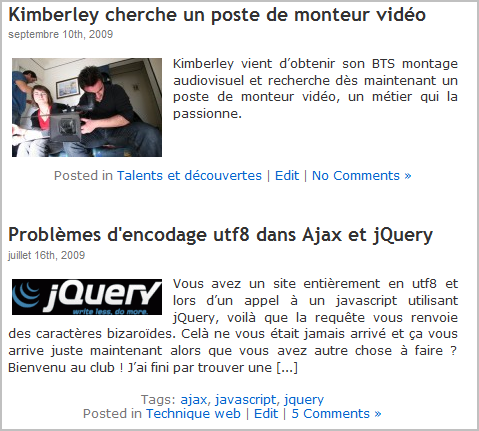 Kimberley cherche un poste de monteur vidéo
septembre 10th, 2009
Kimberley vient d’obtenir son BTS montage
audiovisuel et recherche dès maintenant un
poste de monteur vidéo, un métier qui la
passionne.
Posted in Talents et découvertes | Edit | No Comments »
Problèmes d'encodage utf8 dans Ajax et jQuery
juillet 16th, 2009
jQuery
write less, do more.
Vous avez un site entièrement en utf8 et
lors d’un appel à un javascript utilisant
jQuery, voilà que la requête vous renvoie
des caractères bizaroïdes. Celà ne vous était jamais arrivé et ça vous
arrive juste maintenant alors que vous avez autre chose à faire ?
Bienvenu au club ! J’ai fini par trouver une [...]
Tags: ajax, javascript, jquery
Posted in Technique web | Edit | 5 Comments »